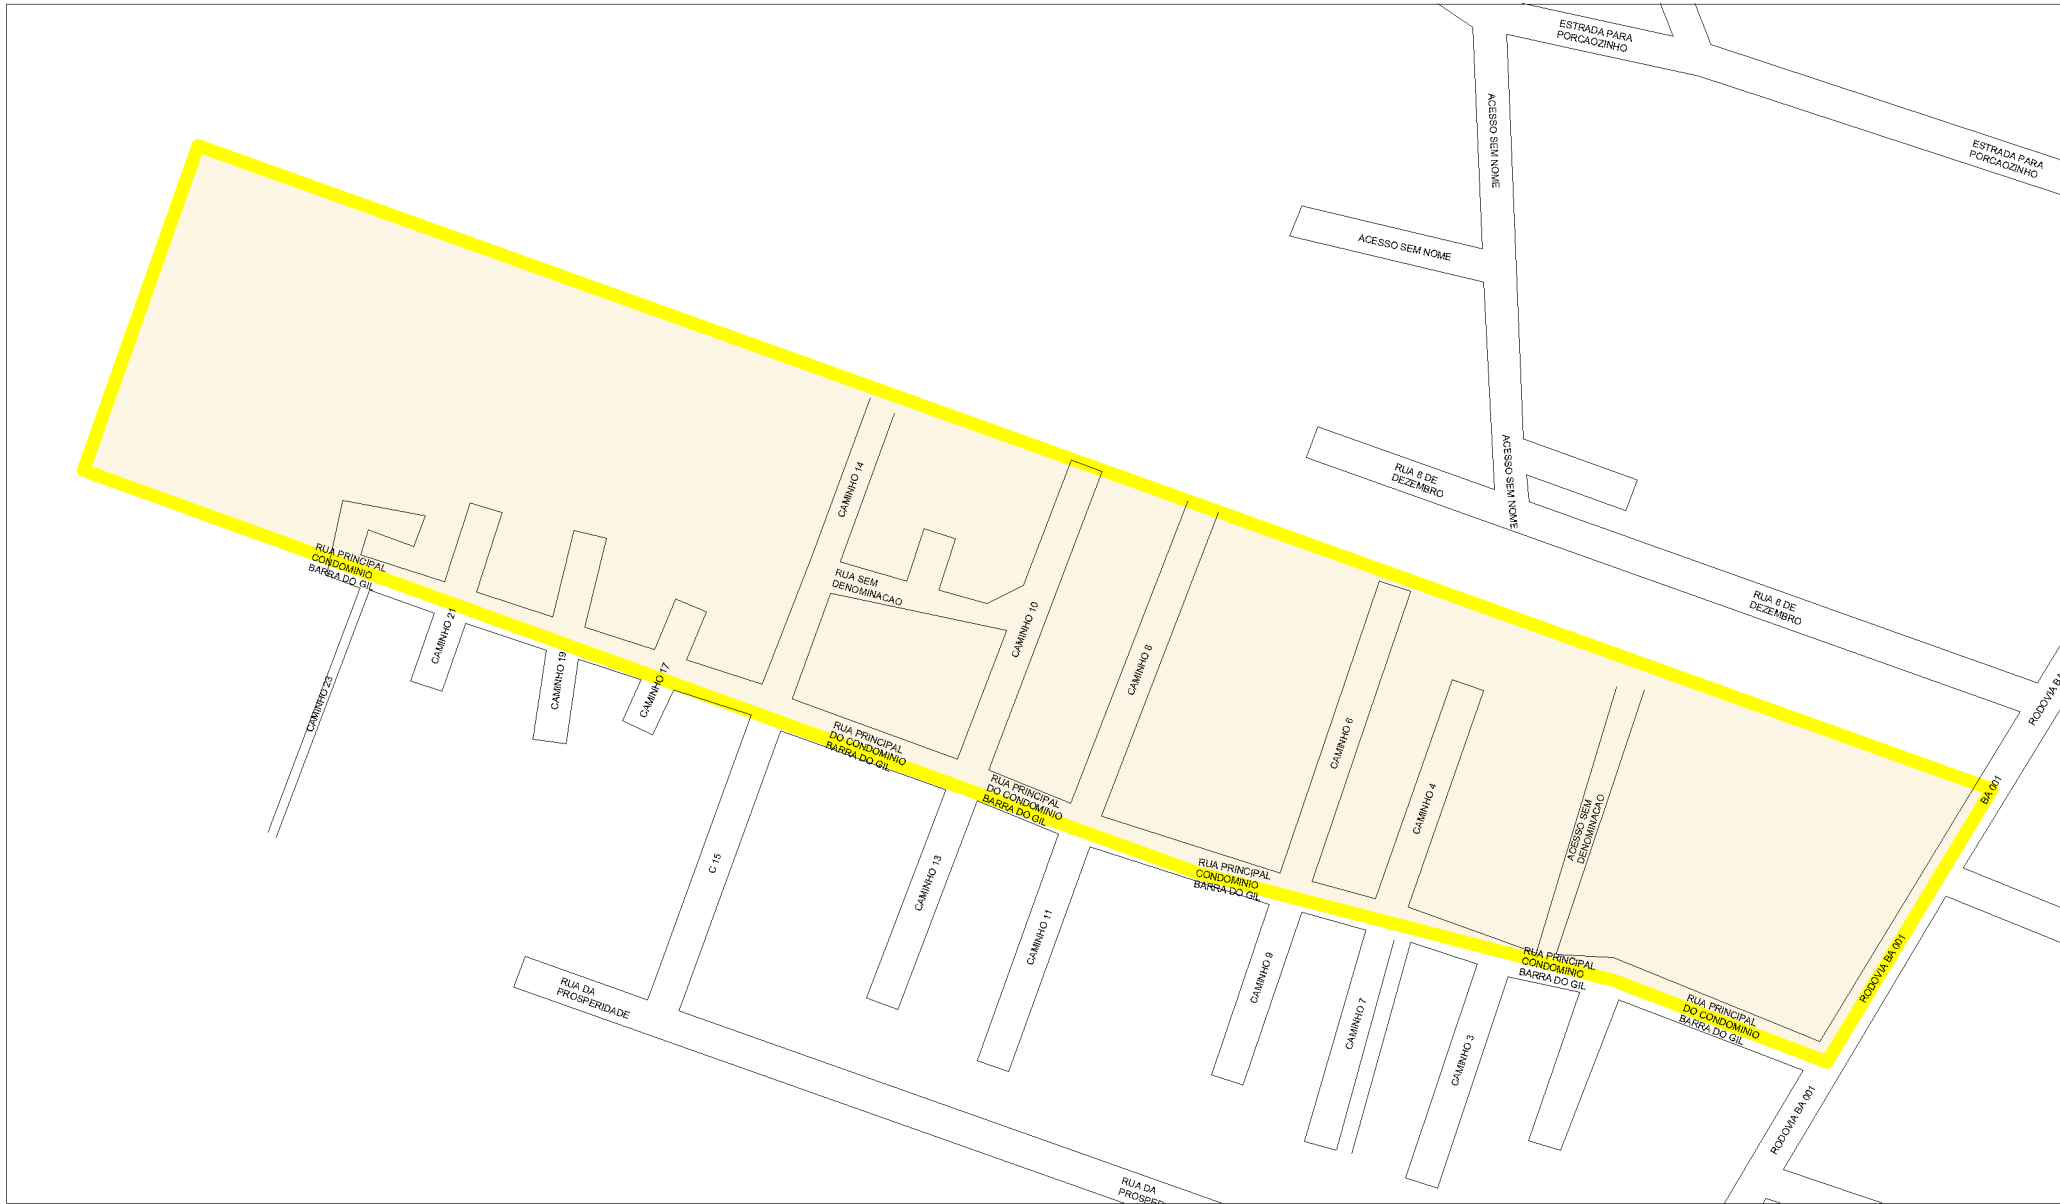 ESTRADA PARA
PORCAOZINHO
ACESSO SEM NOME
ESTRADA PARA
PORCAOZINHO
ACESSO SEM NOME
RUA 8 DE
DEZEMBRO
ACESSO SEM NOME
CAMINHO 14
RUA PRINCIPAL
CONDOMINIO
BARRA DO GIL
RUA SEM
DENOMINACAO
CAMINHO 10
CAMINHO 8
RUA 8 DE
DEZEMBRO
CAMINHO 21
CAMINHO 19
CAMINHO 17
CAMINHO 23
RODOVIA BA
RUA PRINCIPAL
DO CONDOMINIO
BARRA DO GIL
RUA PRINCIPAL
DO CONDOMINIO
BARRA DO GIL
CAMINHO 6
CAMINHO 4
ACESSO SEM
DENOMINACAO
BA 001
C 15
CAMINHO 13
RUA PRINCIPAL
CONDOMINIO
BARRA DO GIL
CAMINHO 11
CAMINHO 9
RUA PRINCIPAL
CONDOMINIO
BARRA DO GIL
RODOVIA BA 001
RUA DA
PROSPERIDADE
CAMINHO 7
CAMINHO 3
RUA PRINCIPAL
DO CONDOMINIO
BARRA DO GIL
RODOVIA BA 001
RUA DA
PROSPERI